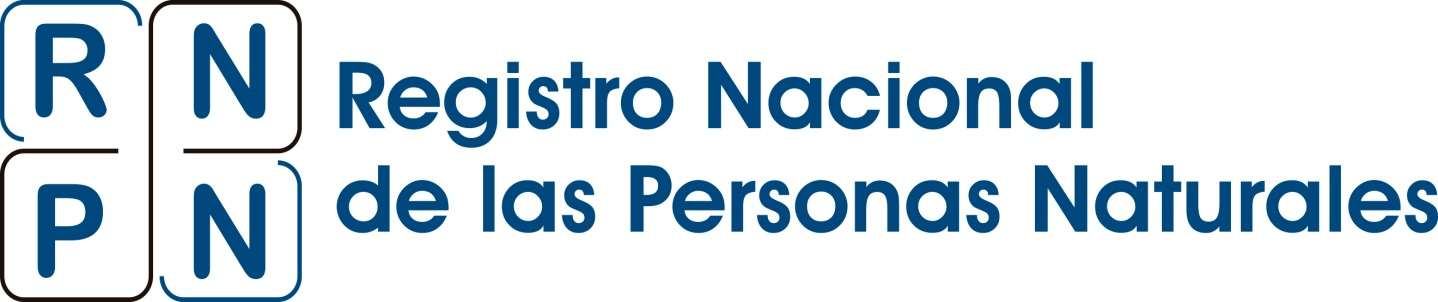 R N
P N
Registro Nacional
de las Personas Naturales